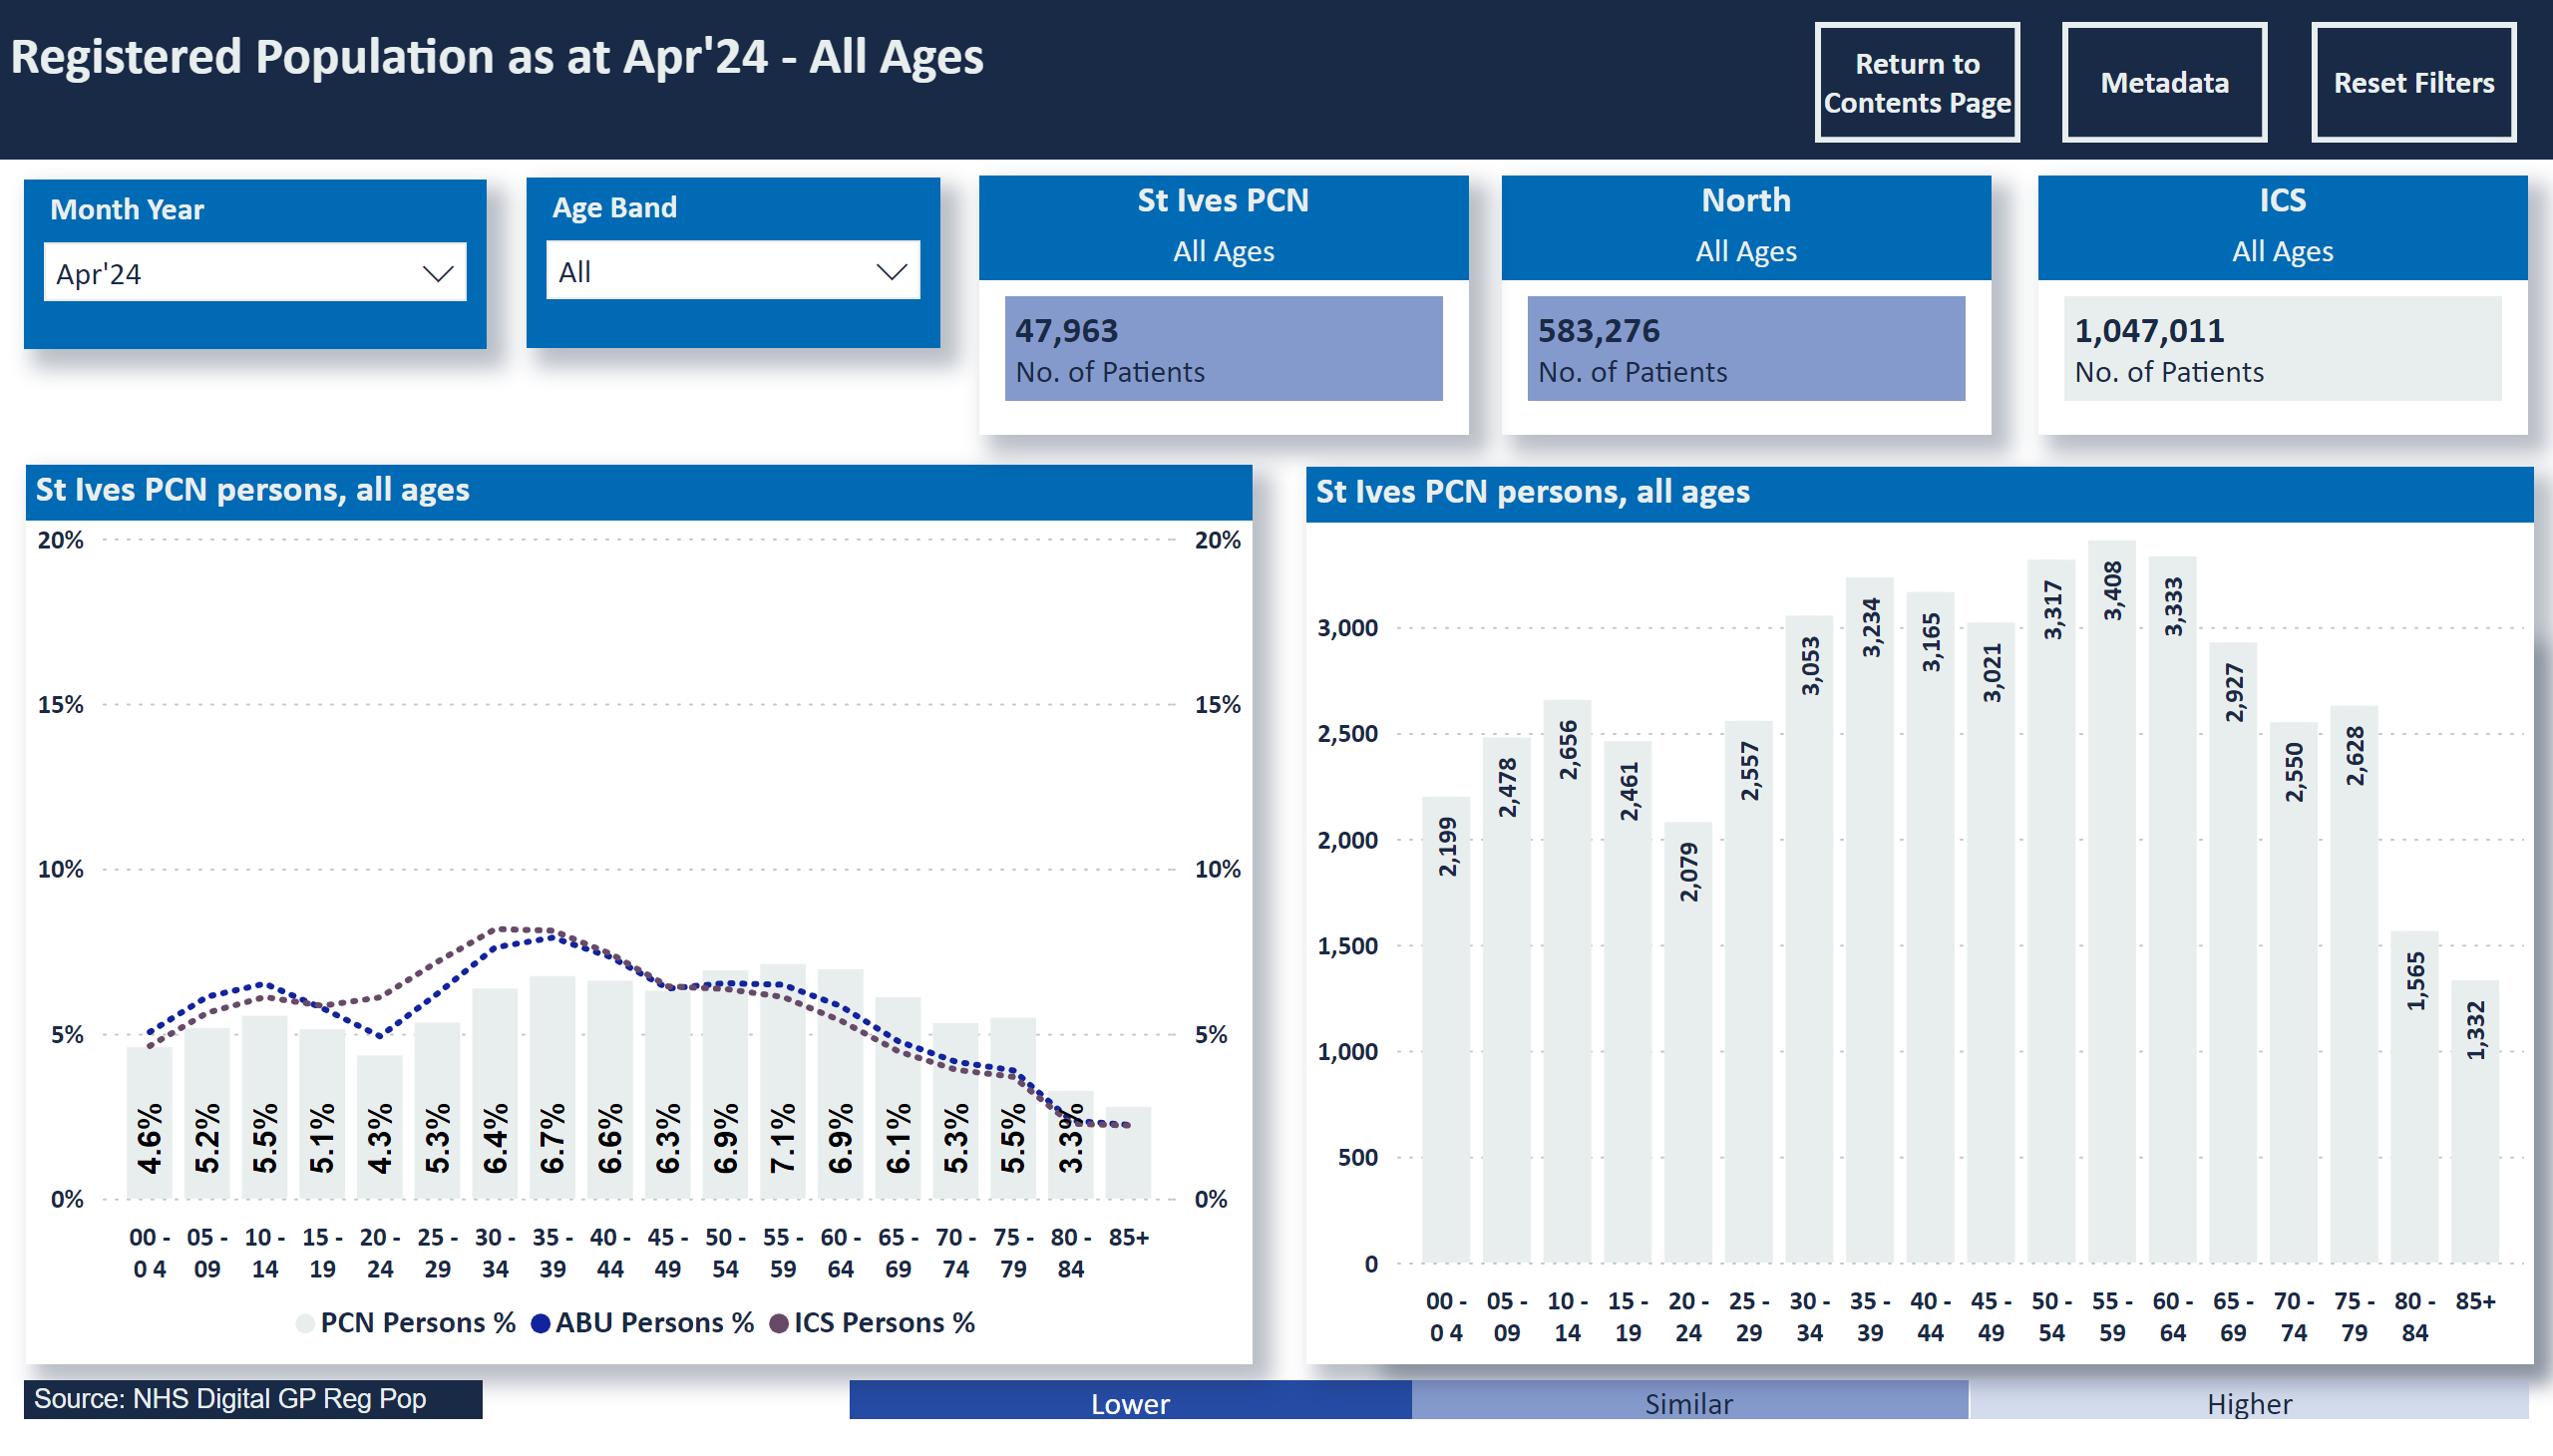 Registered Population as at Apr'24 - All Ages
Return to
Contents Page
Metadata
Reset Filters
Month Year
Apr'24
Age Band
All
St Ives PCN
All Ages
47,963
No. of Patients
North
All Ages
583,276
No. of Patients
ICS
All Ages
1,047,011
No. of Patients
St Ives PCN persons, all ages
20% 20%
15% 15%
10% 10%
5% 5%
0% 0%
4.6% 5.2% 5.5% 5.1% 4.3% 5.3% 6.4% 6.7% 6.6% 6.3% 6.9% 7.1% 6.9% 6.1% 5.3% 5.5% 3.3%
00 - 05 - 10 - 15 - 20 - 25 - 30 - 35 - 40 - 45 - 50 - 55 - 60 - 65 - 70 - 75 - 80 - 85+
0 4 09 14 19 24 29 34 39 44 49 54 59 64 69 74 79 84
PCN Persons % ABU Persons % ICS Persons %
St Ives PCN persons, all ages
3,000
2,500
2,000
1,500
1,000
500
0
2,199 2,478 2,656 2,461 2,079 2,557 3,053 3,234 3,165 3,021 3,317 3,408 3,333 2,927 2,550 2,628 1,565 1,332
00 - 05 - 10 - 15 - 20 - 25 - 30 - 35 - 40 - 45 - 50 - 55 - 60 - 65 - 70 - 75 - 80 - 85+
0 4 09 14 19 24 29 34 39 44 49 54 59 64 69 74 79 84
Source: NHS Digital GP Reg Pop
Lower
Similar
Higher